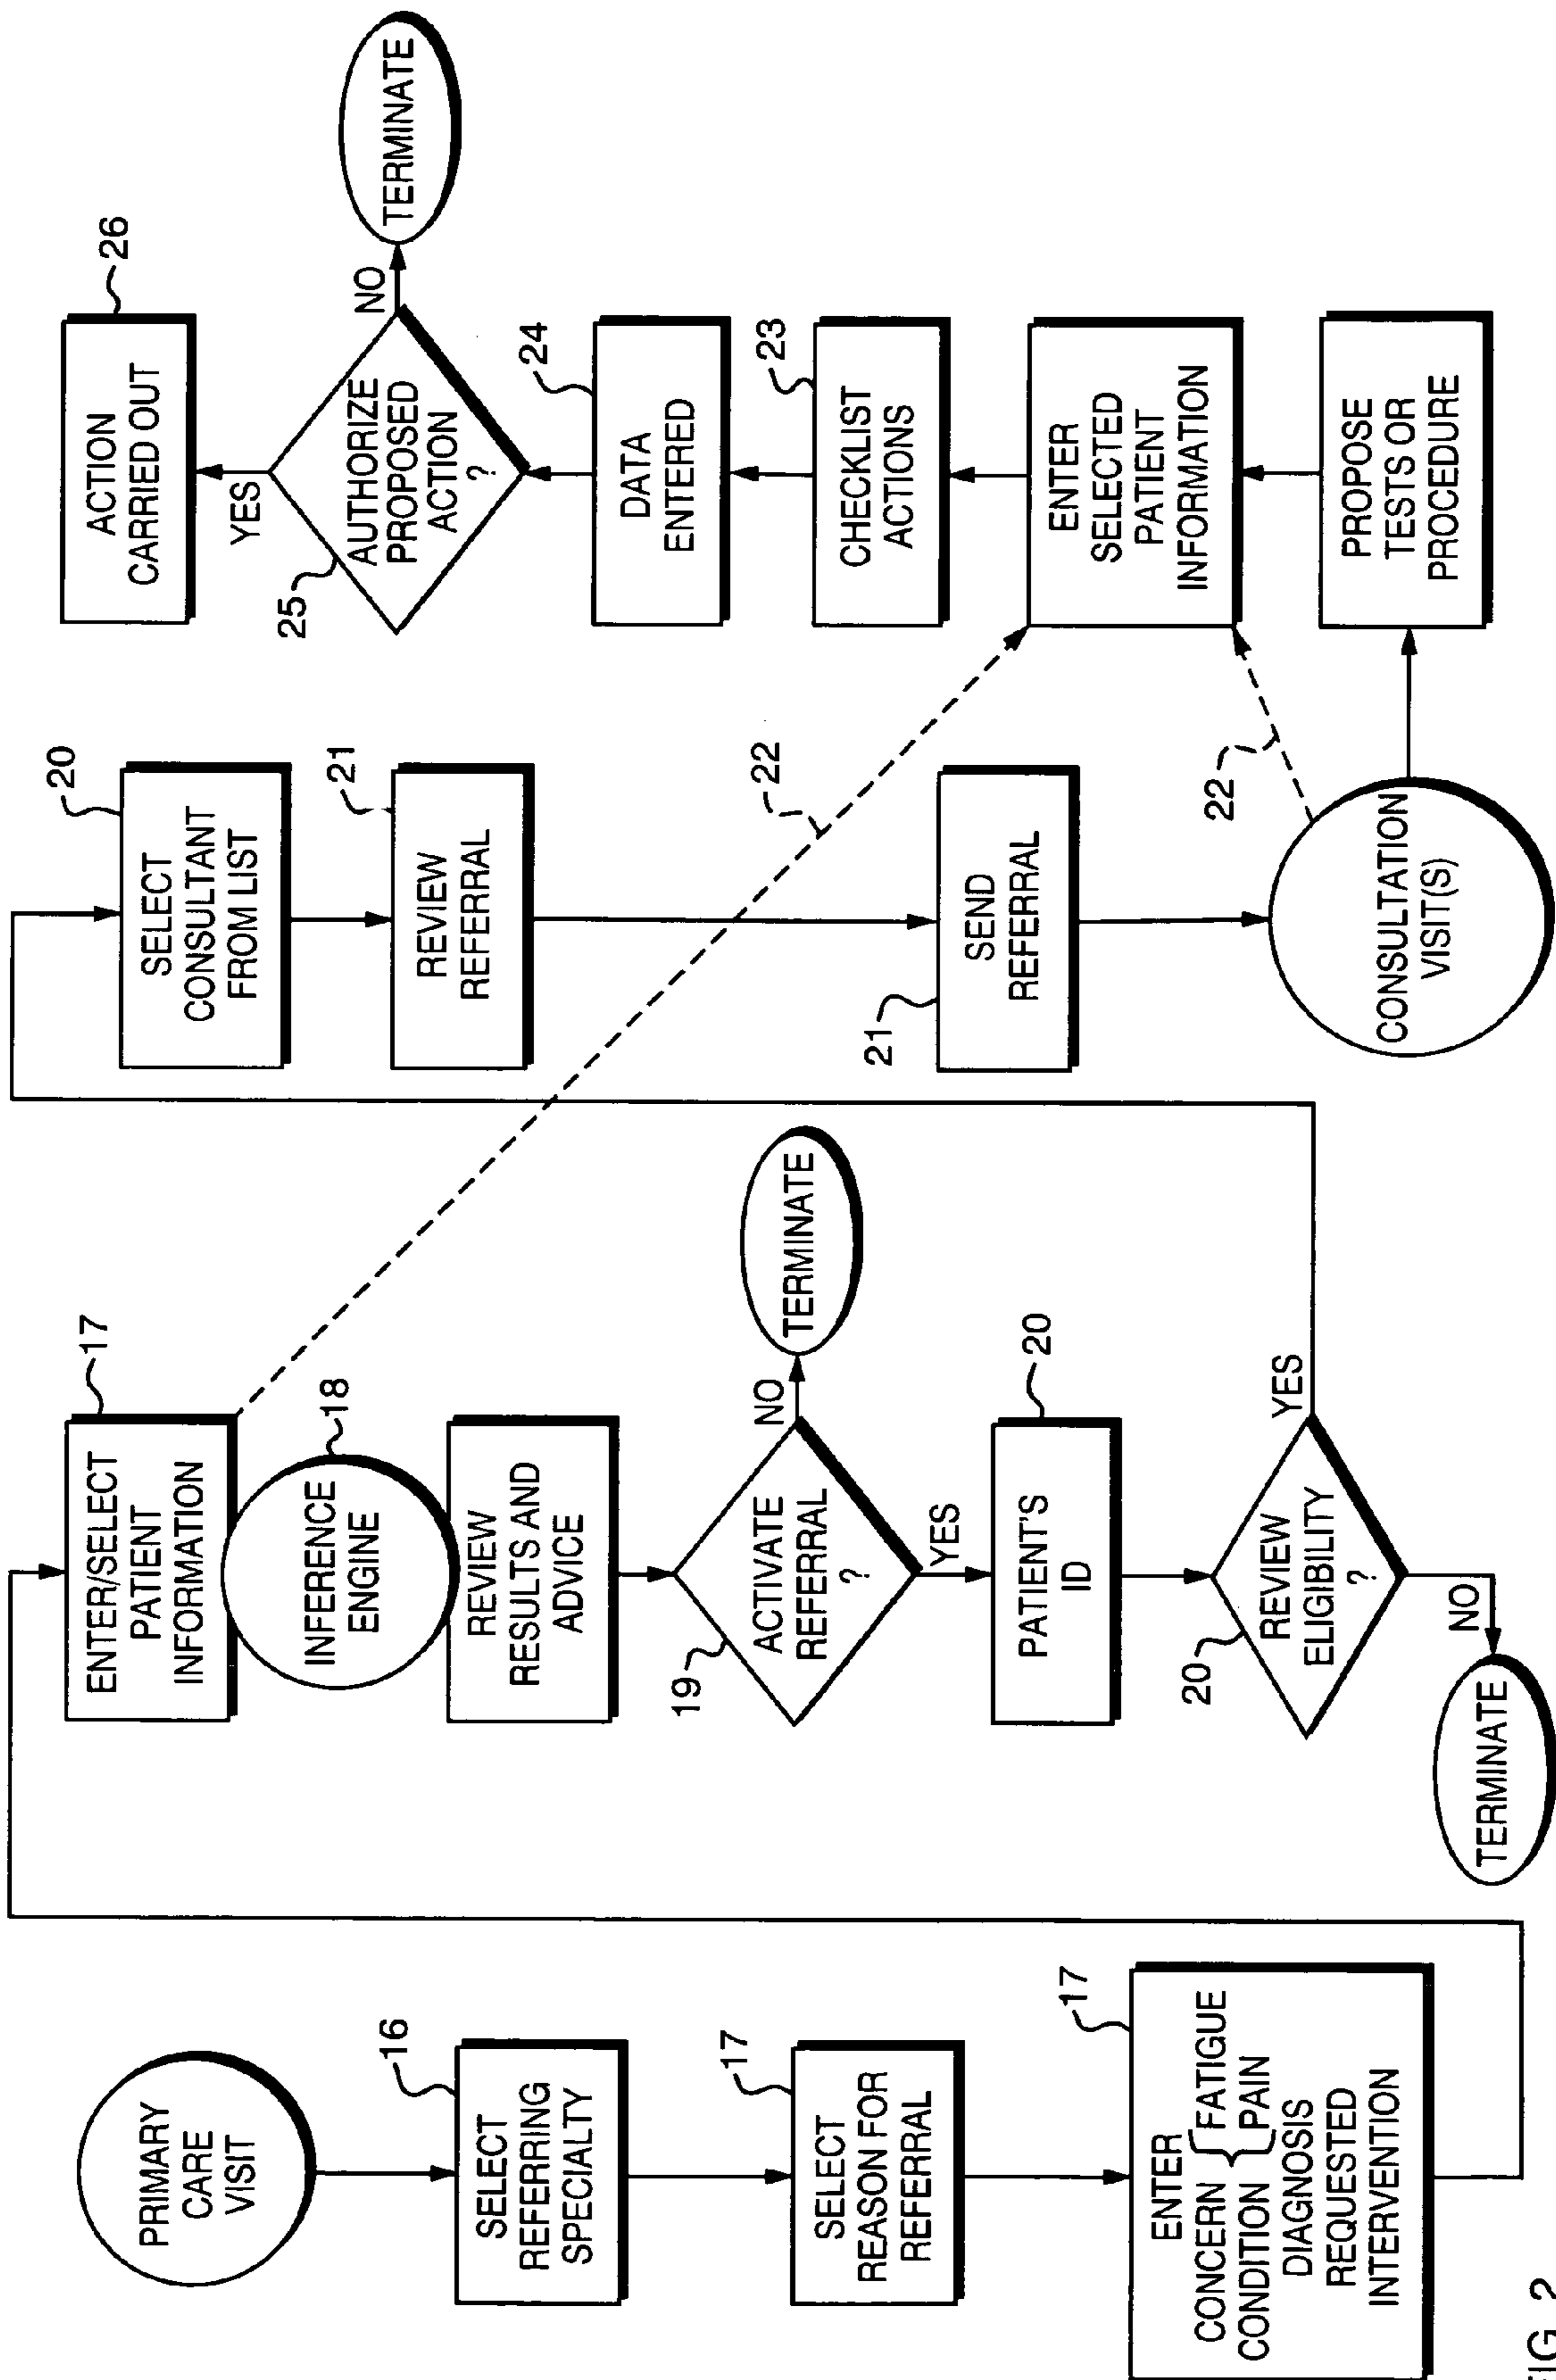 PRIMARY
CARE
VISIT
16
SELECT
REFERRING
SPECIALTY
17
SELECT
REASON FOR
REFERRAL
17
ENTER
CONCERN { FATIGUE
CONDITION { PAIN
DIAGNOSIS
REQUESTED
INTERVENTION
17
ENTER/SELECT
PATIENT
INFORMATION
18
INFERENCE
ENGINE
REVIEW
RESULTS AND
ADVICE
19
ACTIVATE
REFERRAL
?
NO
TERMINATE
YES
20
PATIENT'S
ID
20
REVIEW
ELIGIBILITY
?
YES
NO
TERMINATE
20
SELECT
CONSULTANT
FROM LIST
21
REVIEW
REFERRAL
22
21
SEND
REFERRAL
22
CONSULTATION
VISIT(S)
26
ACTION
CARRIED OUT
YES
25
AUTHORIZE
PROPOSED
ACTION
?
NO
TERMINATE
24
DATA
ENTERED
23
CHECKLIST
ACTIONS
ENTER
SELECTED
PATIENT
INFORMATION
PROPOSE
TESTS OR
PROCEDURE
FIG. 2